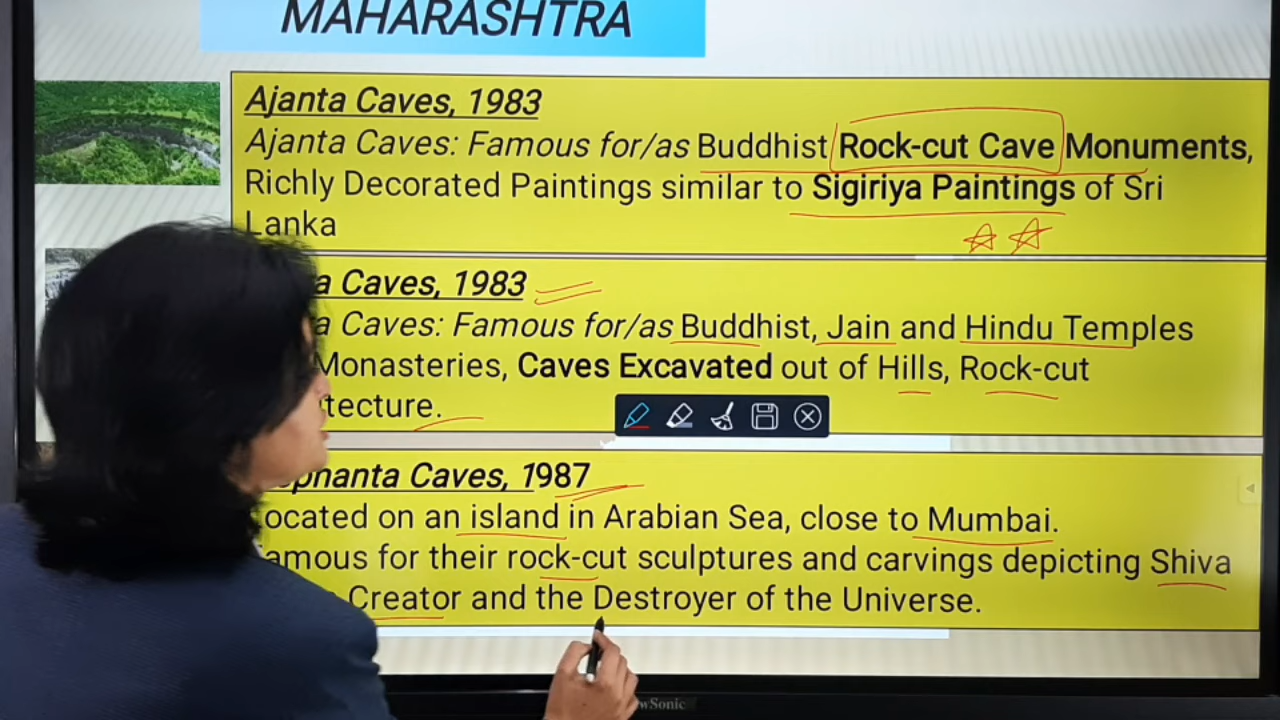 MAHARASHTRA
Ajanta Caves, 1983
Ajanta Caves: Famous for/as Buddhist Rock-cut Cave Monuments,
Richly Decorated Paintings similar to Sigiriya Paintings of Sri
Lanka
Caves, 1983
Caves: Famous for/as Buddhist, Jain and Hindu Temples
Monasteries, Caves Excavated out of Hills, Rock-cut
tecture.
phanta Caves, 1987
ocated on an island in Arabian Sea, close to Mumbai.
amous for their rock-cut sculptures and carvings depicting Shiva
Creator and the Destroyer of the Universe.
wSonic